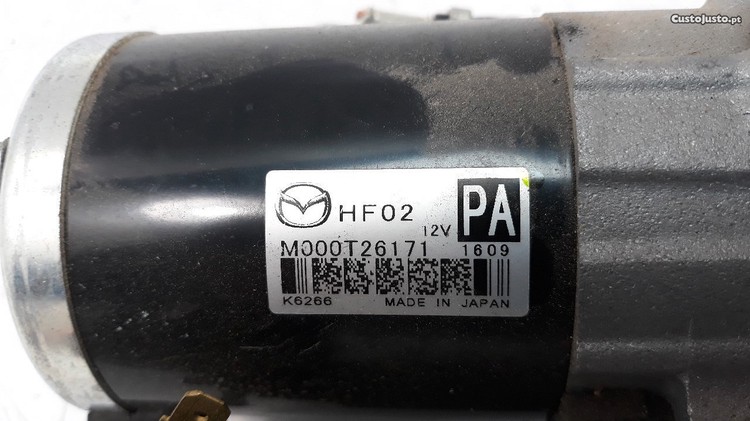 CustoJusto.pt
HF02 12V PA
M000T26171 1609
K6266 MADE IN JAPAN